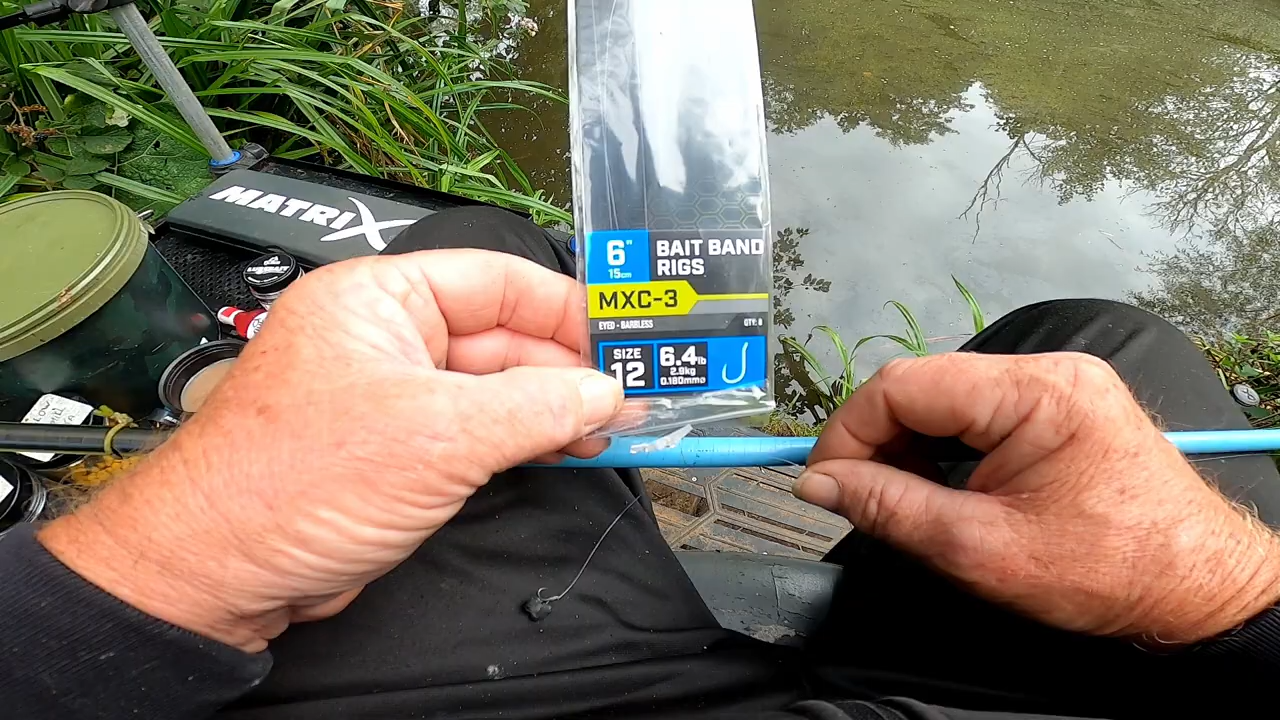 MATRIX
6"
15cm
BAIT BAND
RIGS
MXC-3
EYED - BARBLESS
QTY: 8
SIZE
12
6.4lb
2.9kg
0.180mmø